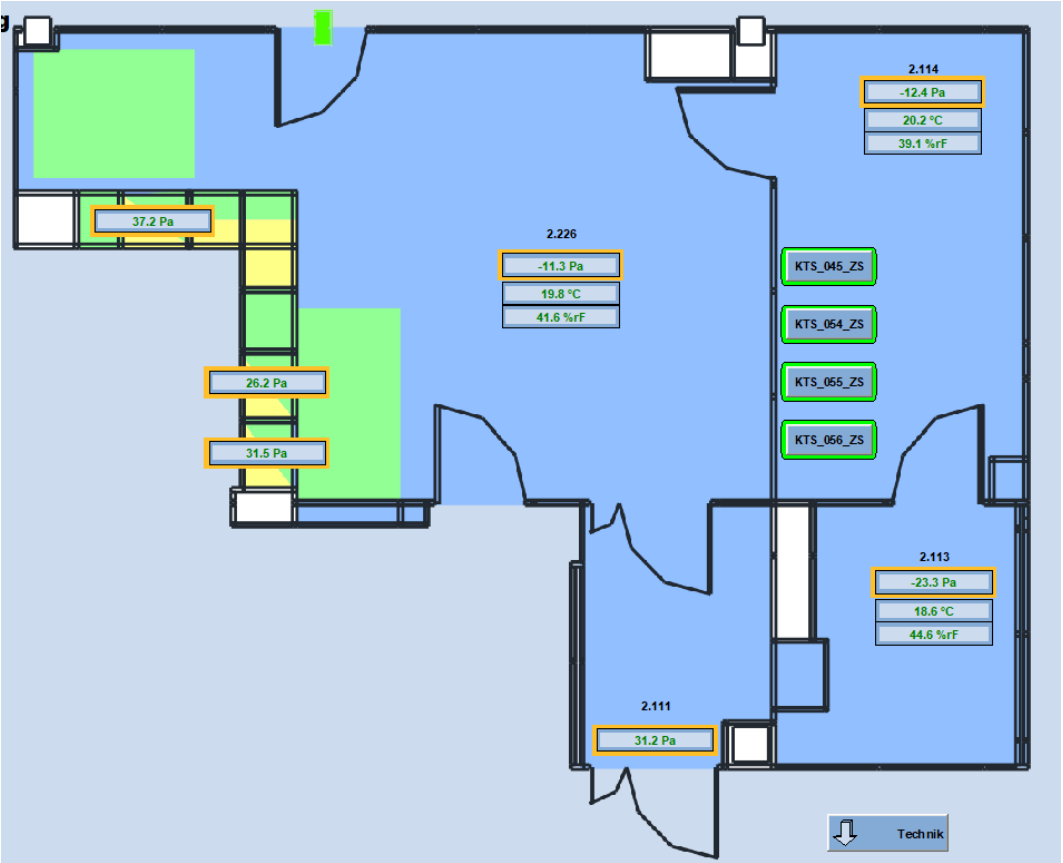 g
2.114
-12.4 Pa
20.2 °C
39.1 %rF
37.2 Pa
2.226
-11.3 Pa
19.8 °C
41.6 %rF
KTS_045_ZS
KTS_054_ZS
KTS_055_ZS
KTS_056_ZS
26.2 Pa
31.5 Pa
2.113
-23.3 Pa
18.6 °C
44.6 %rF
2.111
31.2 Pa
Technik